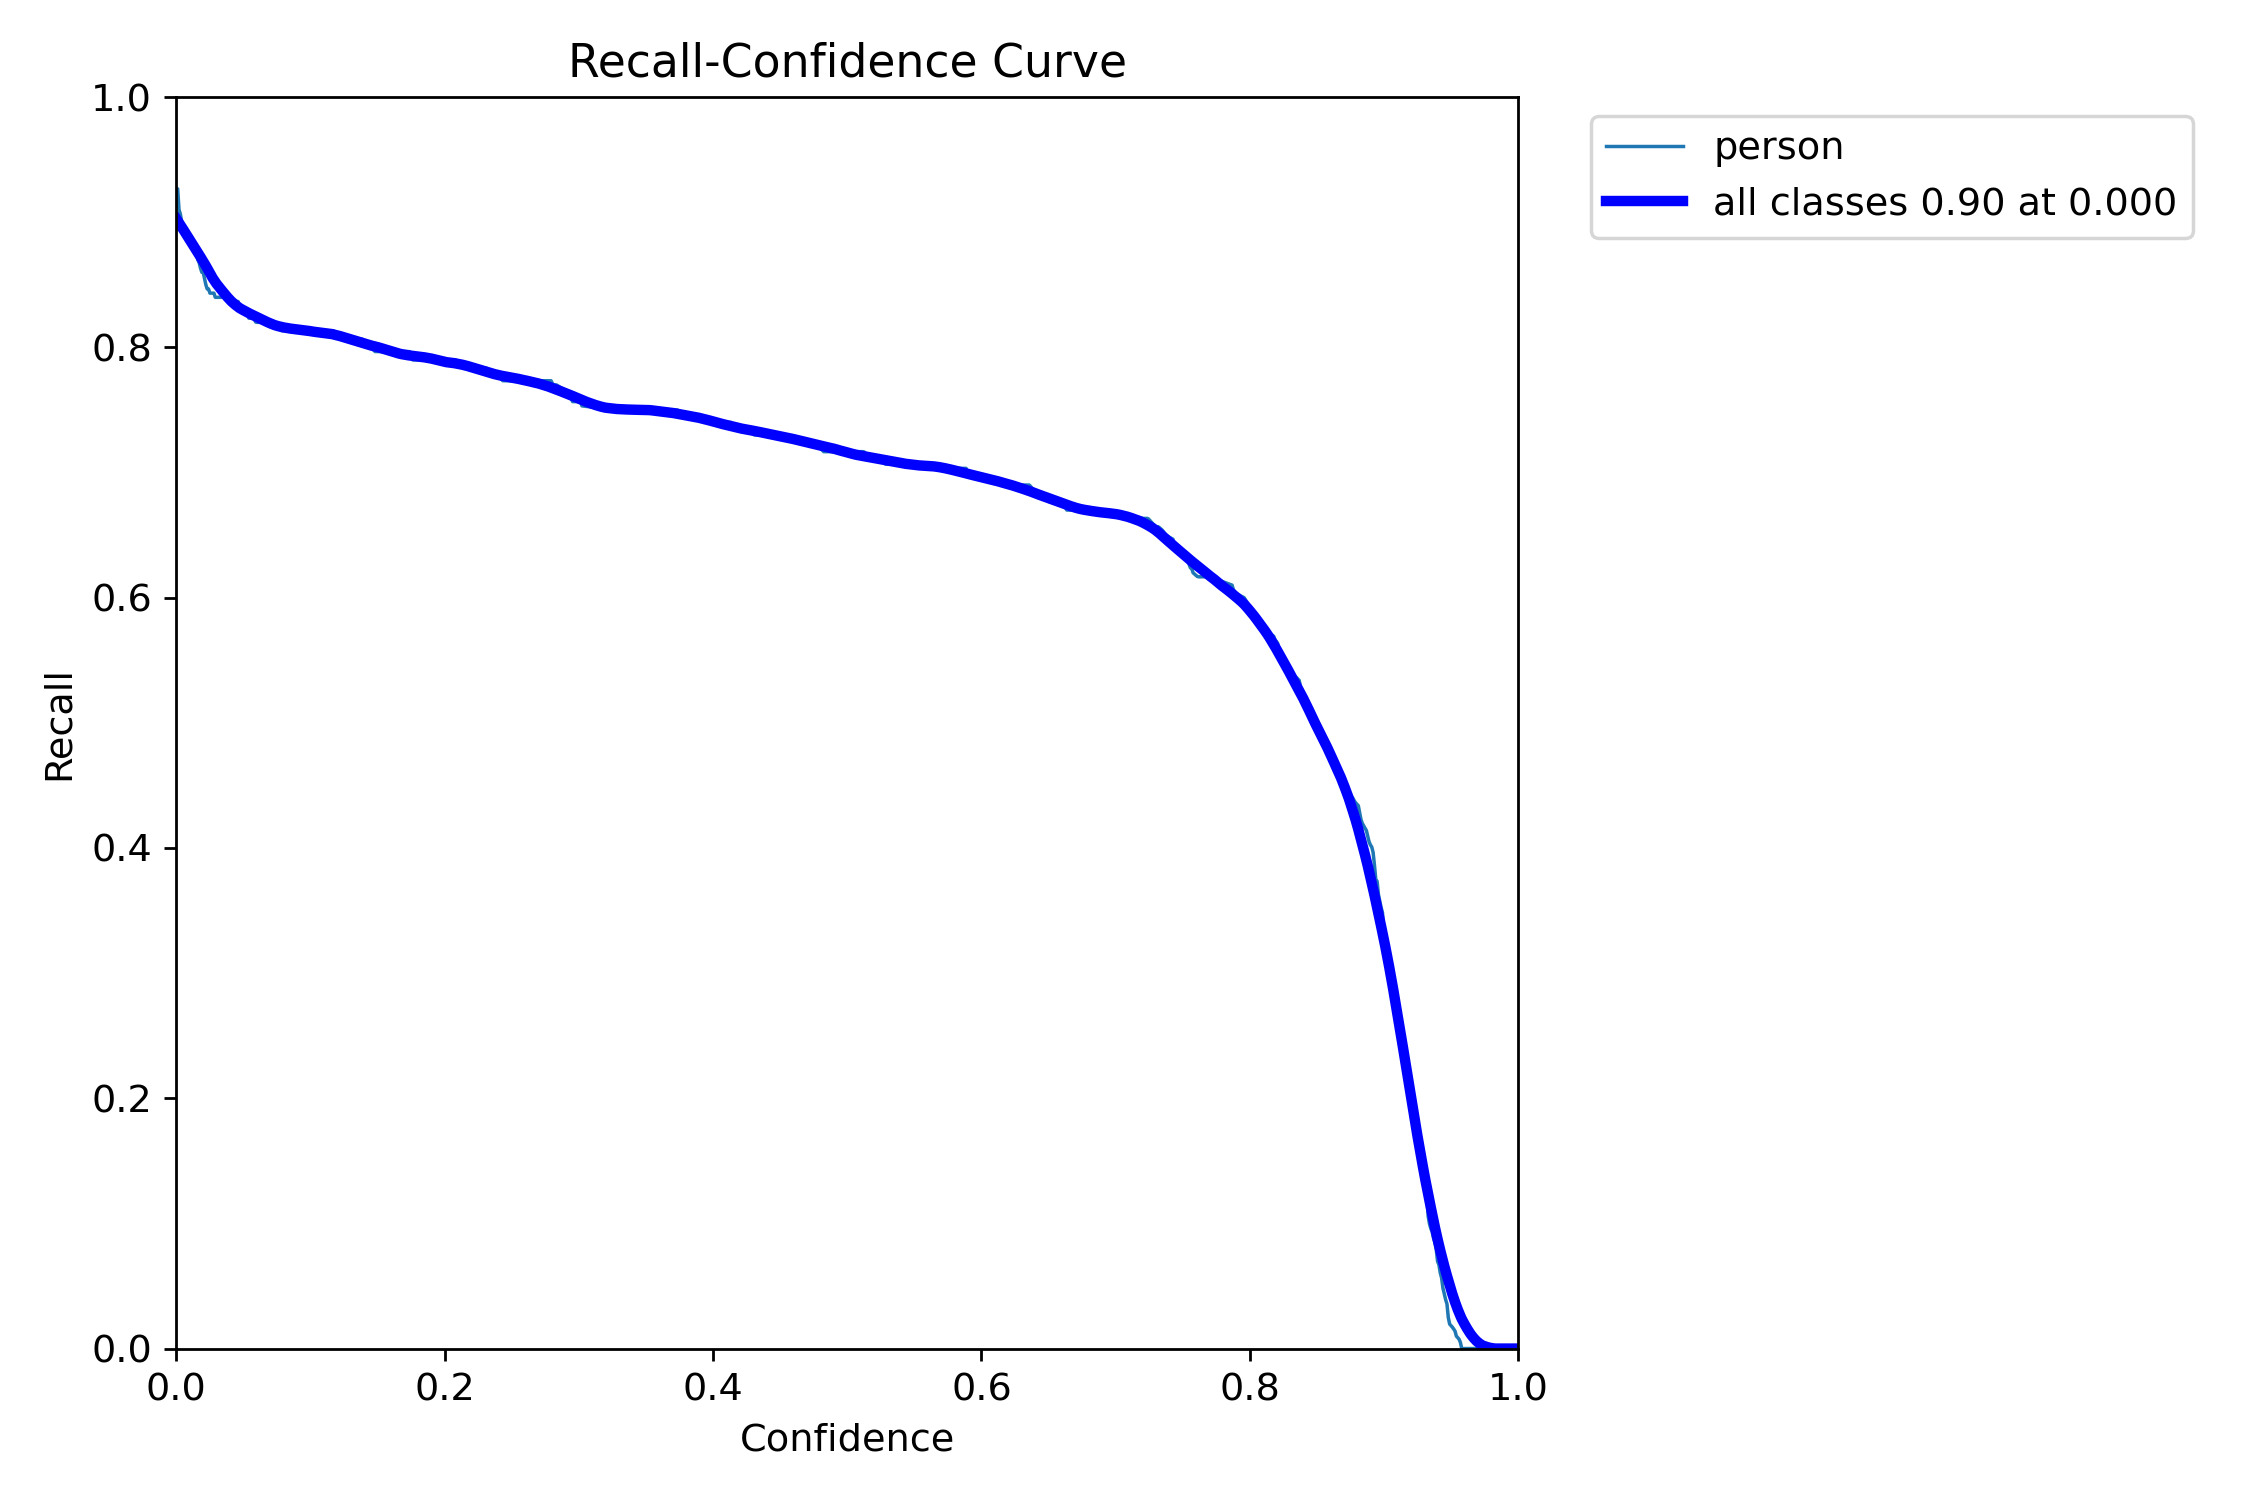 Recall-Confidence Curve
1.0
0.8
0.6
0.4
0.2
0.0
Recall
0.0 0.2 0.4 0.6 0.8 1.0
Confidence
person
all classes 0.90 at 0.000